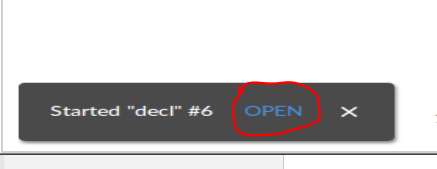 Started "decl" #6 OPEN ×